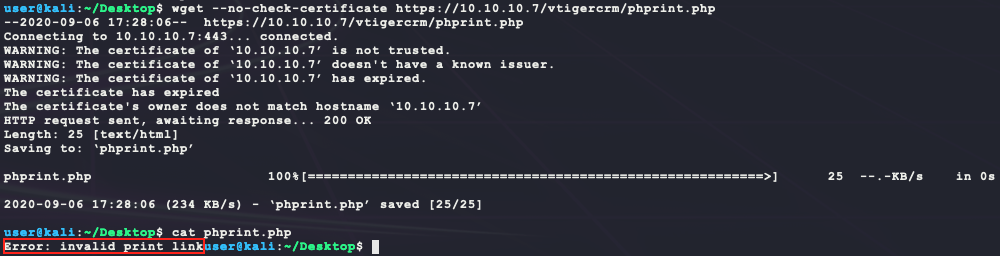 user@kali:~/Desktop$ wget --no-check-certificate https://10.10.10.7/vtigercrm/phprint.php
--2020-09-06 17:28:06--  https://10.10.10.7/vtigercrm/phprint.php
Connecting to 10.10.10.7:443... connected.
WARNING: The certificate of ‘10.10.10.7’ is not trusted.
WARNING: The certificate of ‘10.10.10.7’ doesn't have a known issuer.
WARNING: The certificate of ‘10.10.10.7’ has expired.
The certificate has expired
The certificate's owner does not match hostname ‘10.10.10.7’
HTTP request sent, awaiting response... 200 OK
Length: 25 [text/html]
Saving to: ‘phprint.php’
phprint.php                      100%[=========================================================>]      25  --.-KB/s    in 0s
2020-09-06 17:28:06 (234 KB/s) - ‘phprint.php’ saved [25/25]
user@kali:~/Desktop$ cat phprint.php
Error: invalid print linkuser@kali:~/Desktop$